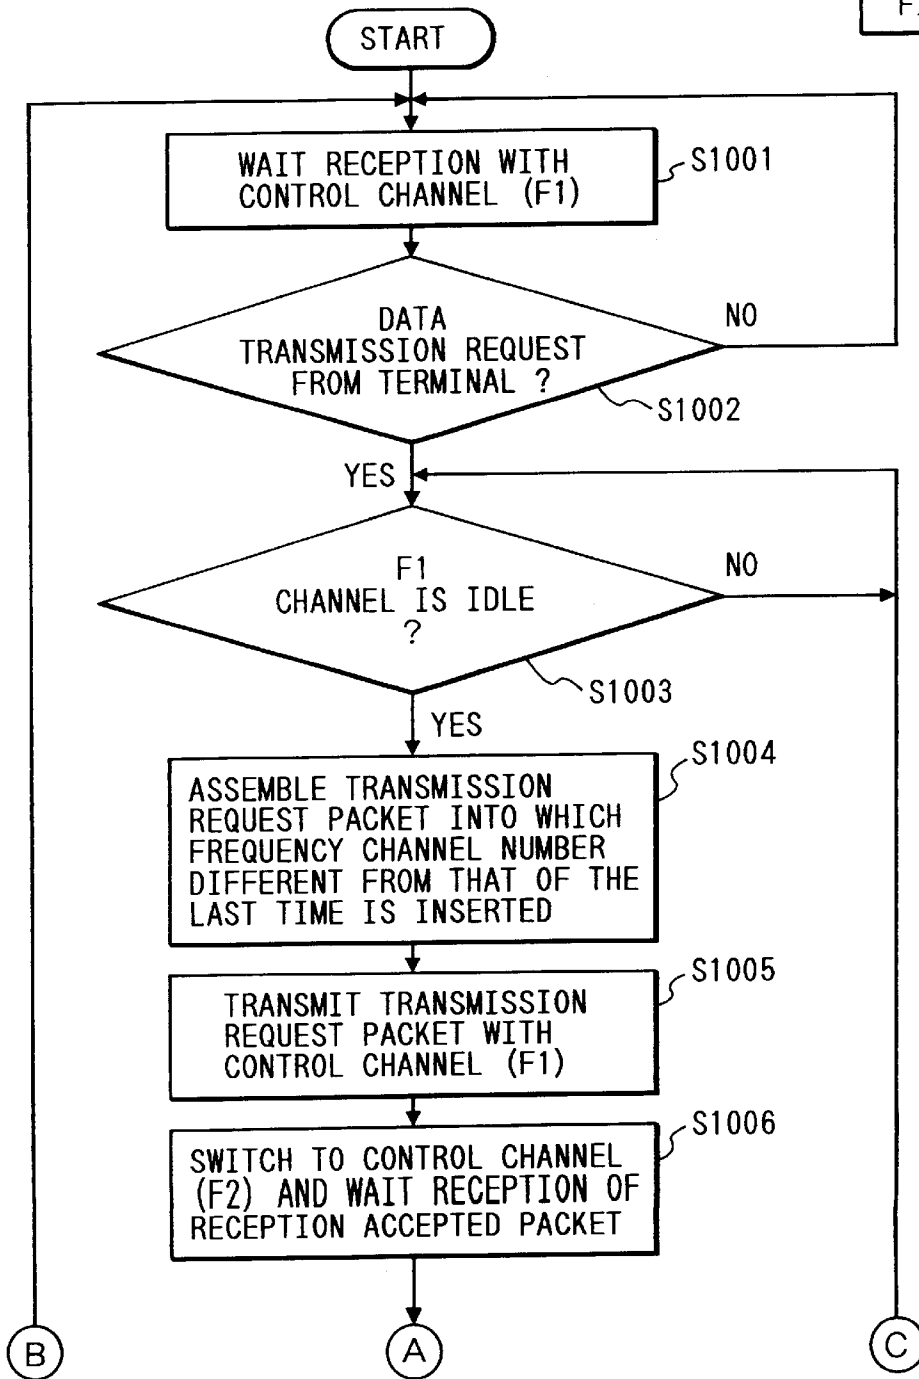 START
WAIT RECEPTION WITH
CONTROL CHANNEL (F1)
S1001
DATA
TRANSMISSION REQUEST
FROM TERMINAL ?
NO
S1002
YES
F1
CHANNEL IS IDLE
?
NO
S1003
YES
ASSEMBLE TRANSMISSION
REQUEST PACKET INTO WHICH
FREQUENCY CHANNEL NUMBER
DIFFERENT FROM THAT OF THE
LAST TIME IS INSERTED
S1004
TRANSMIT TRANSMISSION
REQUEST PACKET WITH
CONTROL CHANNEL (F1)
S1005
SWITCH TO CONTROL CHANNEL
(F2) AND WAIT RECEPTION OF
RECEPTION ACCEPTED PACKET
S1006
B
A
C